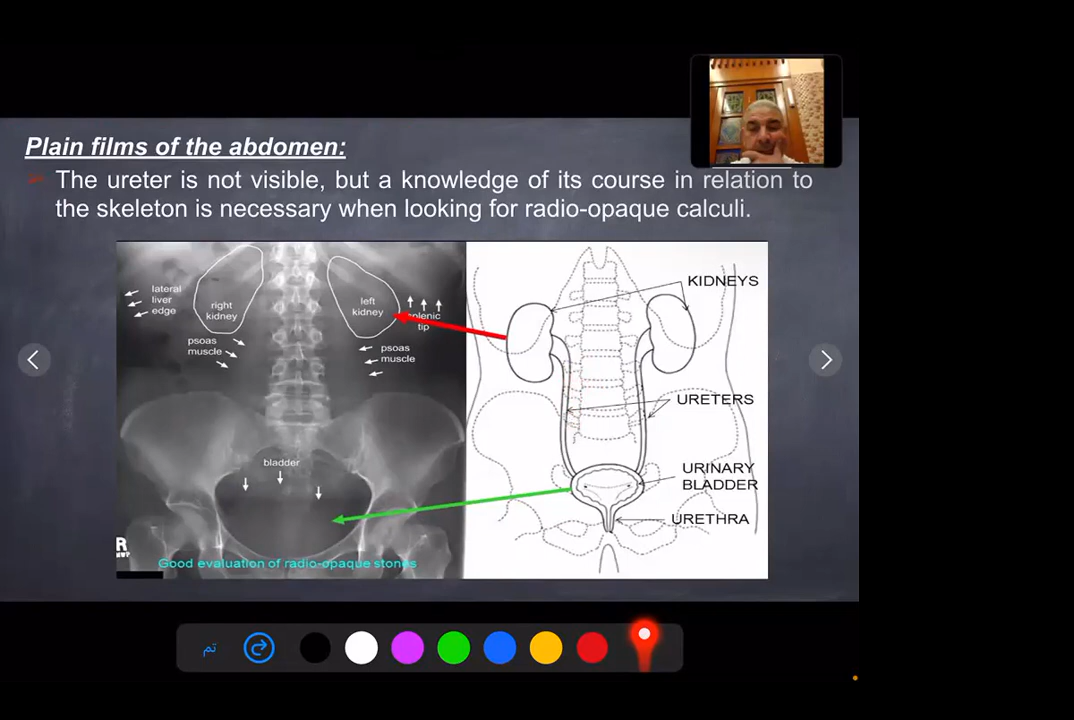 Plain films of the abdomen:
The ureter is not visible, but a knowledge of its course in relation to
the skeleton is necessary when looking for radio-opaque calculi.
lateral
liver
edge
right
kidney
left
kidney
splenic
tip
psoas
muscle
psoas
muscle
bladder
R
Good evaluation of radio-opaque stones
KIDNEYS
URETERS
URINARY
BLADDER
URETHRA
تم